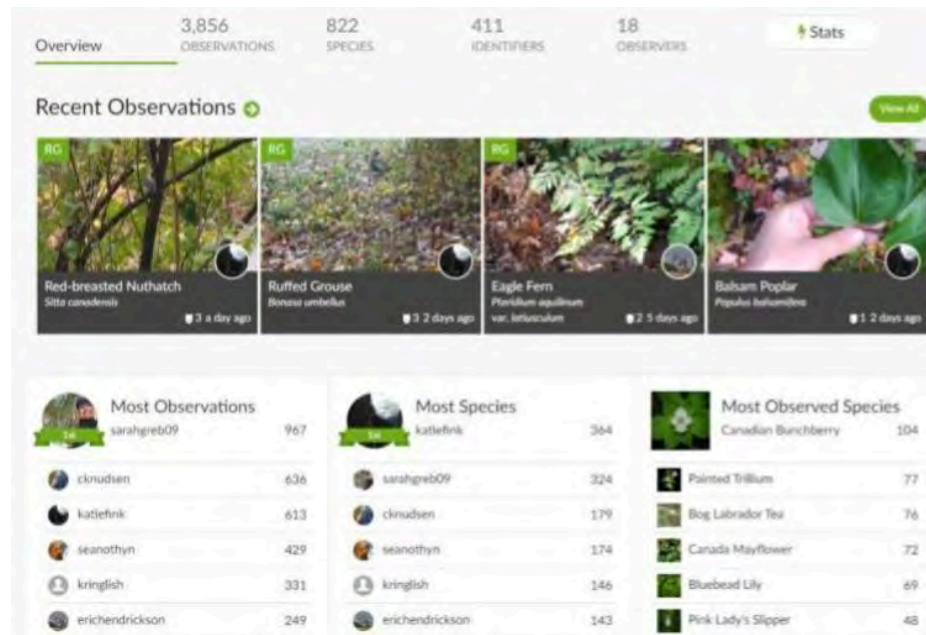 Overview
3,856
OBSERVATIONS
822
SPECIES
411
IDENTIFIERS
18
OBSERVERS
Stats
Recent Observations
View All
RG
Red-breasted Nuthatch
Sitta canadensis
3 a day ago
RG
Ruffed Grouse
Bonasa umbellus
3 2 days ago
RG
Eagle Fern
Pteridium aquilinum
var. latiusculum
2 5 days ago
Balsam Poplar
Populus balsamifera
1 2 days ago
Most Observations
1st
sarahgreb09 967
cknudsen 636
katiefink 613
seanothyn 429
kringlish 331
erichendrickson 249
Most Species
1st
katiefink 364
sarahgreb09 324
cknudsen 179
seanothyn 174
kringlish 146
erichendrickson 143
Most Observed Species
Canadian Bunchberry 104
Painted Trillium 77
Bog Labrador Tea 76
Canada Mayflower 72
Bluebead Lily 69
Pink Lady's Slipper 48